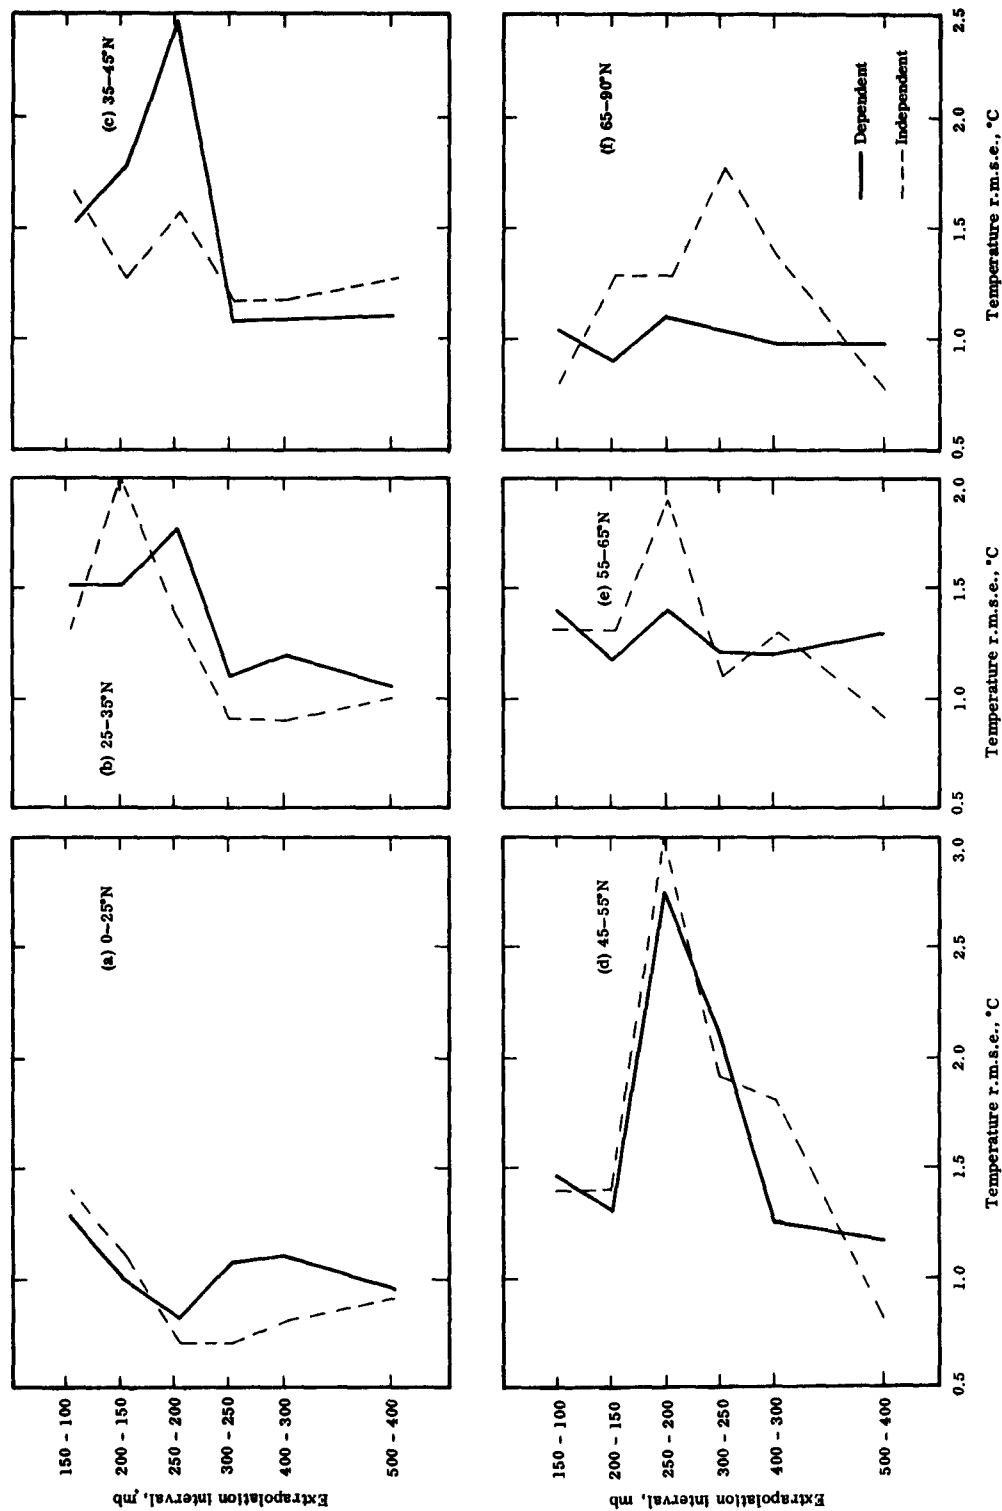 Extrapolation interval, mb
150 - 100
200 - 150
250 - 200
300 - 250
400 - 300
500 - 400
(a) 0–25°N
(b) 25–35°N
(c) 35–45°N
Extrapolation interval, mb
150 - 100
200 - 150
250 - 200
300 - 250
400 - 300
500 - 400
(d) 45–55°N
(e) 55–65°N
(f) 65–90°N
Dependent
Independent
0.5 1.0 1.5 2.0 2.5 3.0
0.5 1.0 1.5 2.0
0.5 1.0 1.5 2.0 2.5
Temperature r.m.s.e., °C
Temperature r.m.s.e., °C
Temperature r.m.s.e., °C